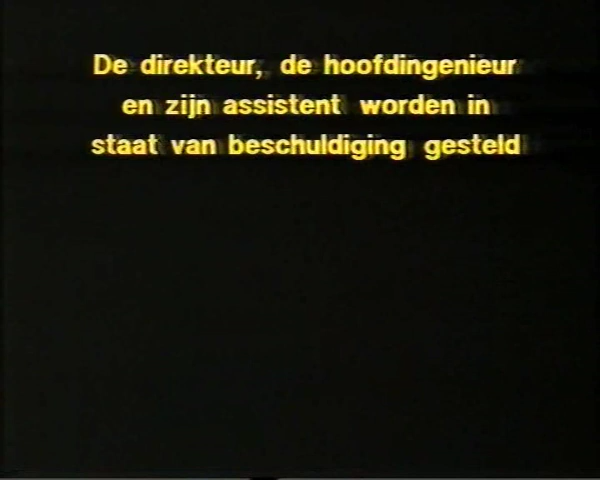 De direkteur, de hoofdingenieur
en zijn assistent worden in
staat van beschuldiging gesteld